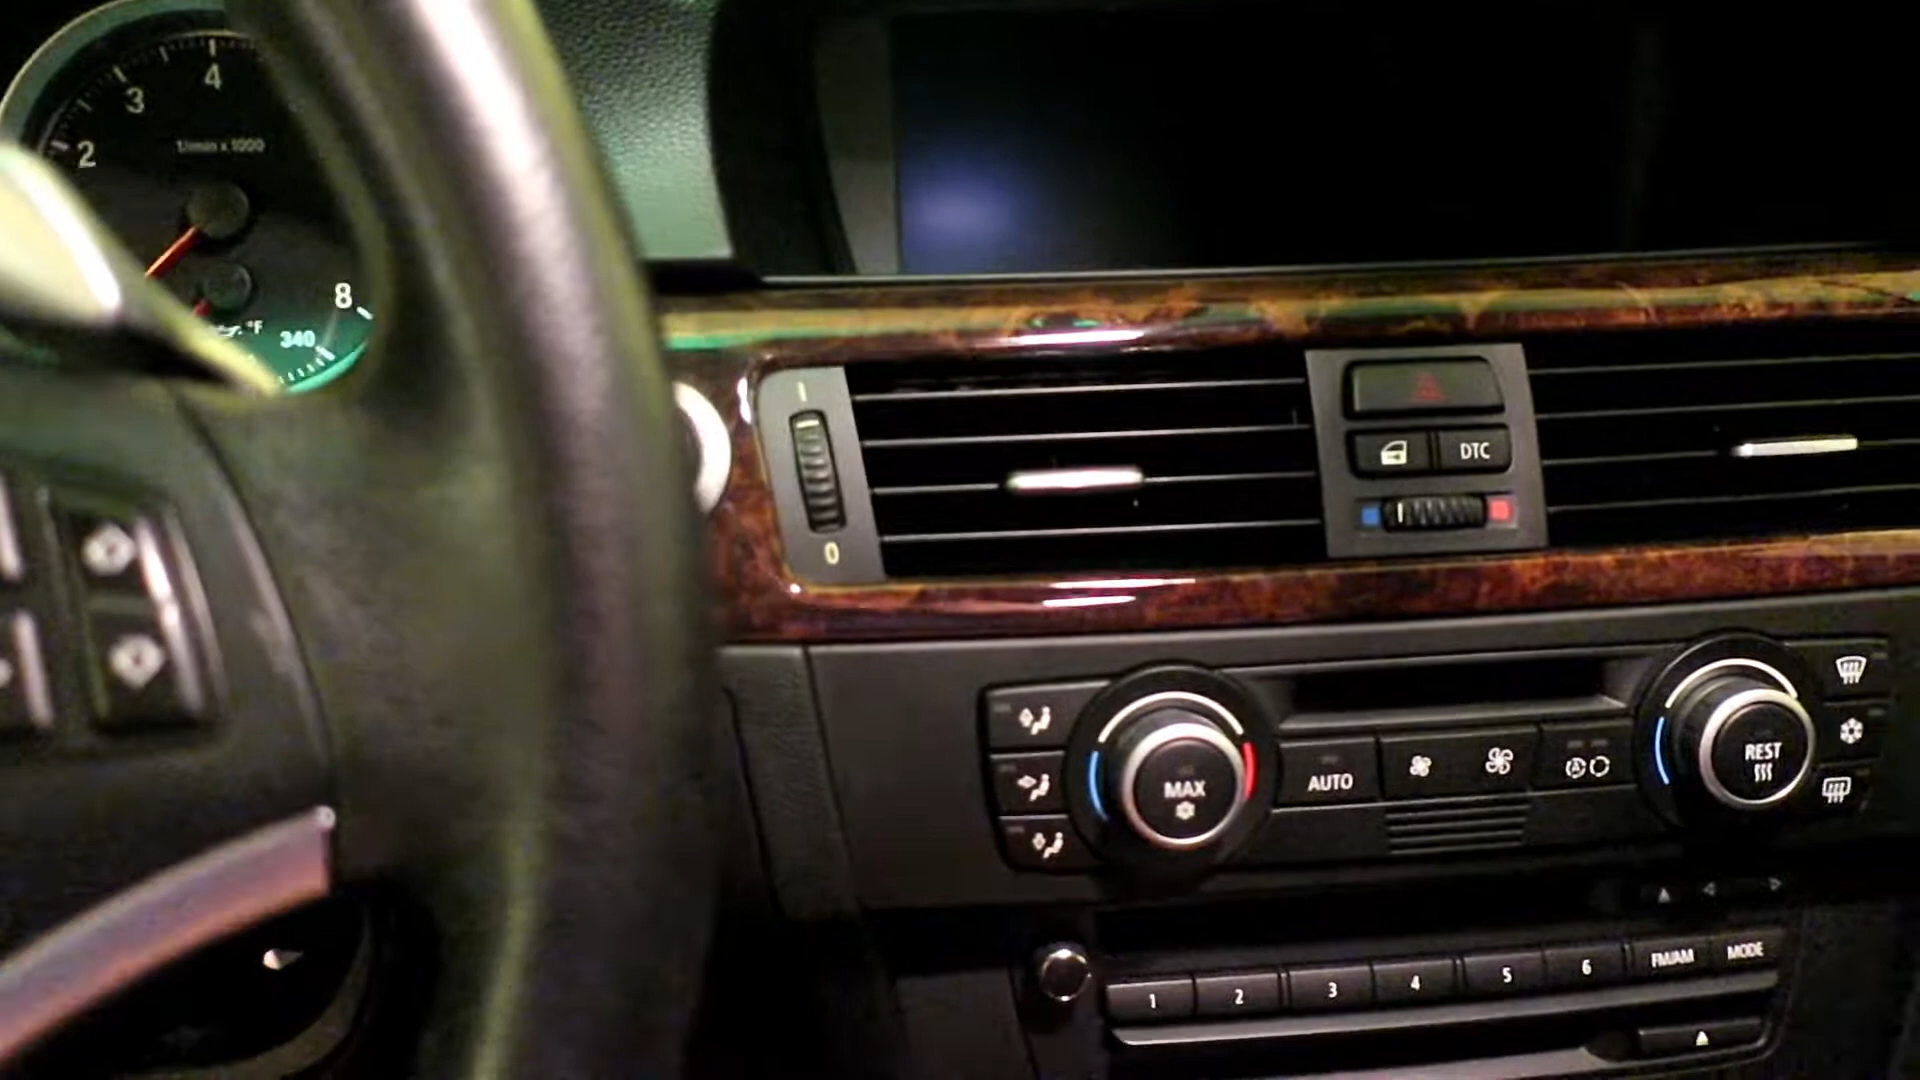 4
3
2
1/min x 1000
8
°F
340
I
DTC
0
MAX
AUTO
REST
1 2 3 4 5 6 FM/AM MODE